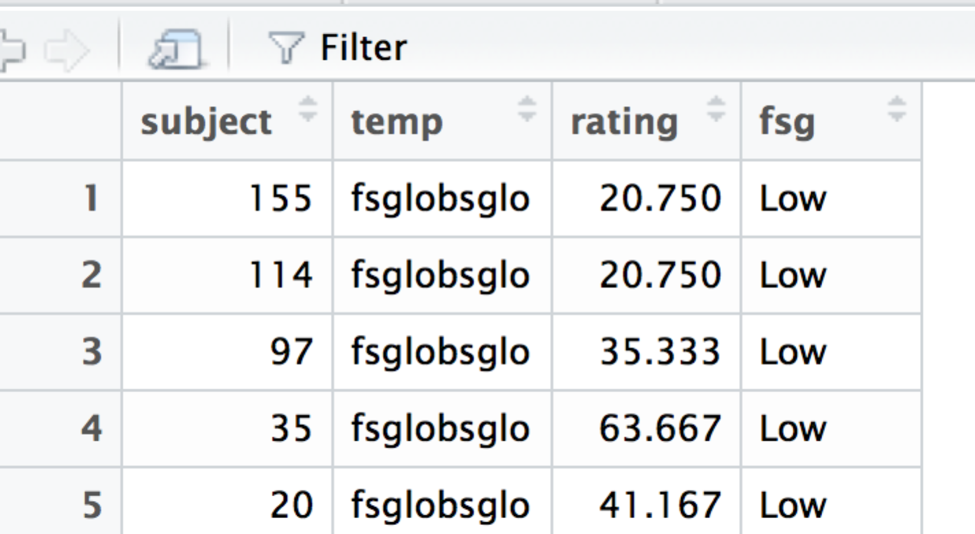 Filter
subject temp rating fsg
1 155 fsglobsglo 20.750 Low
2 114 fsglobsglo 20.750 Low
3 97 fsglobsglo 35.333 Low
4 35 fsglobsglo 63.667 Low
5 20 fsglobsglo 41.167 Low